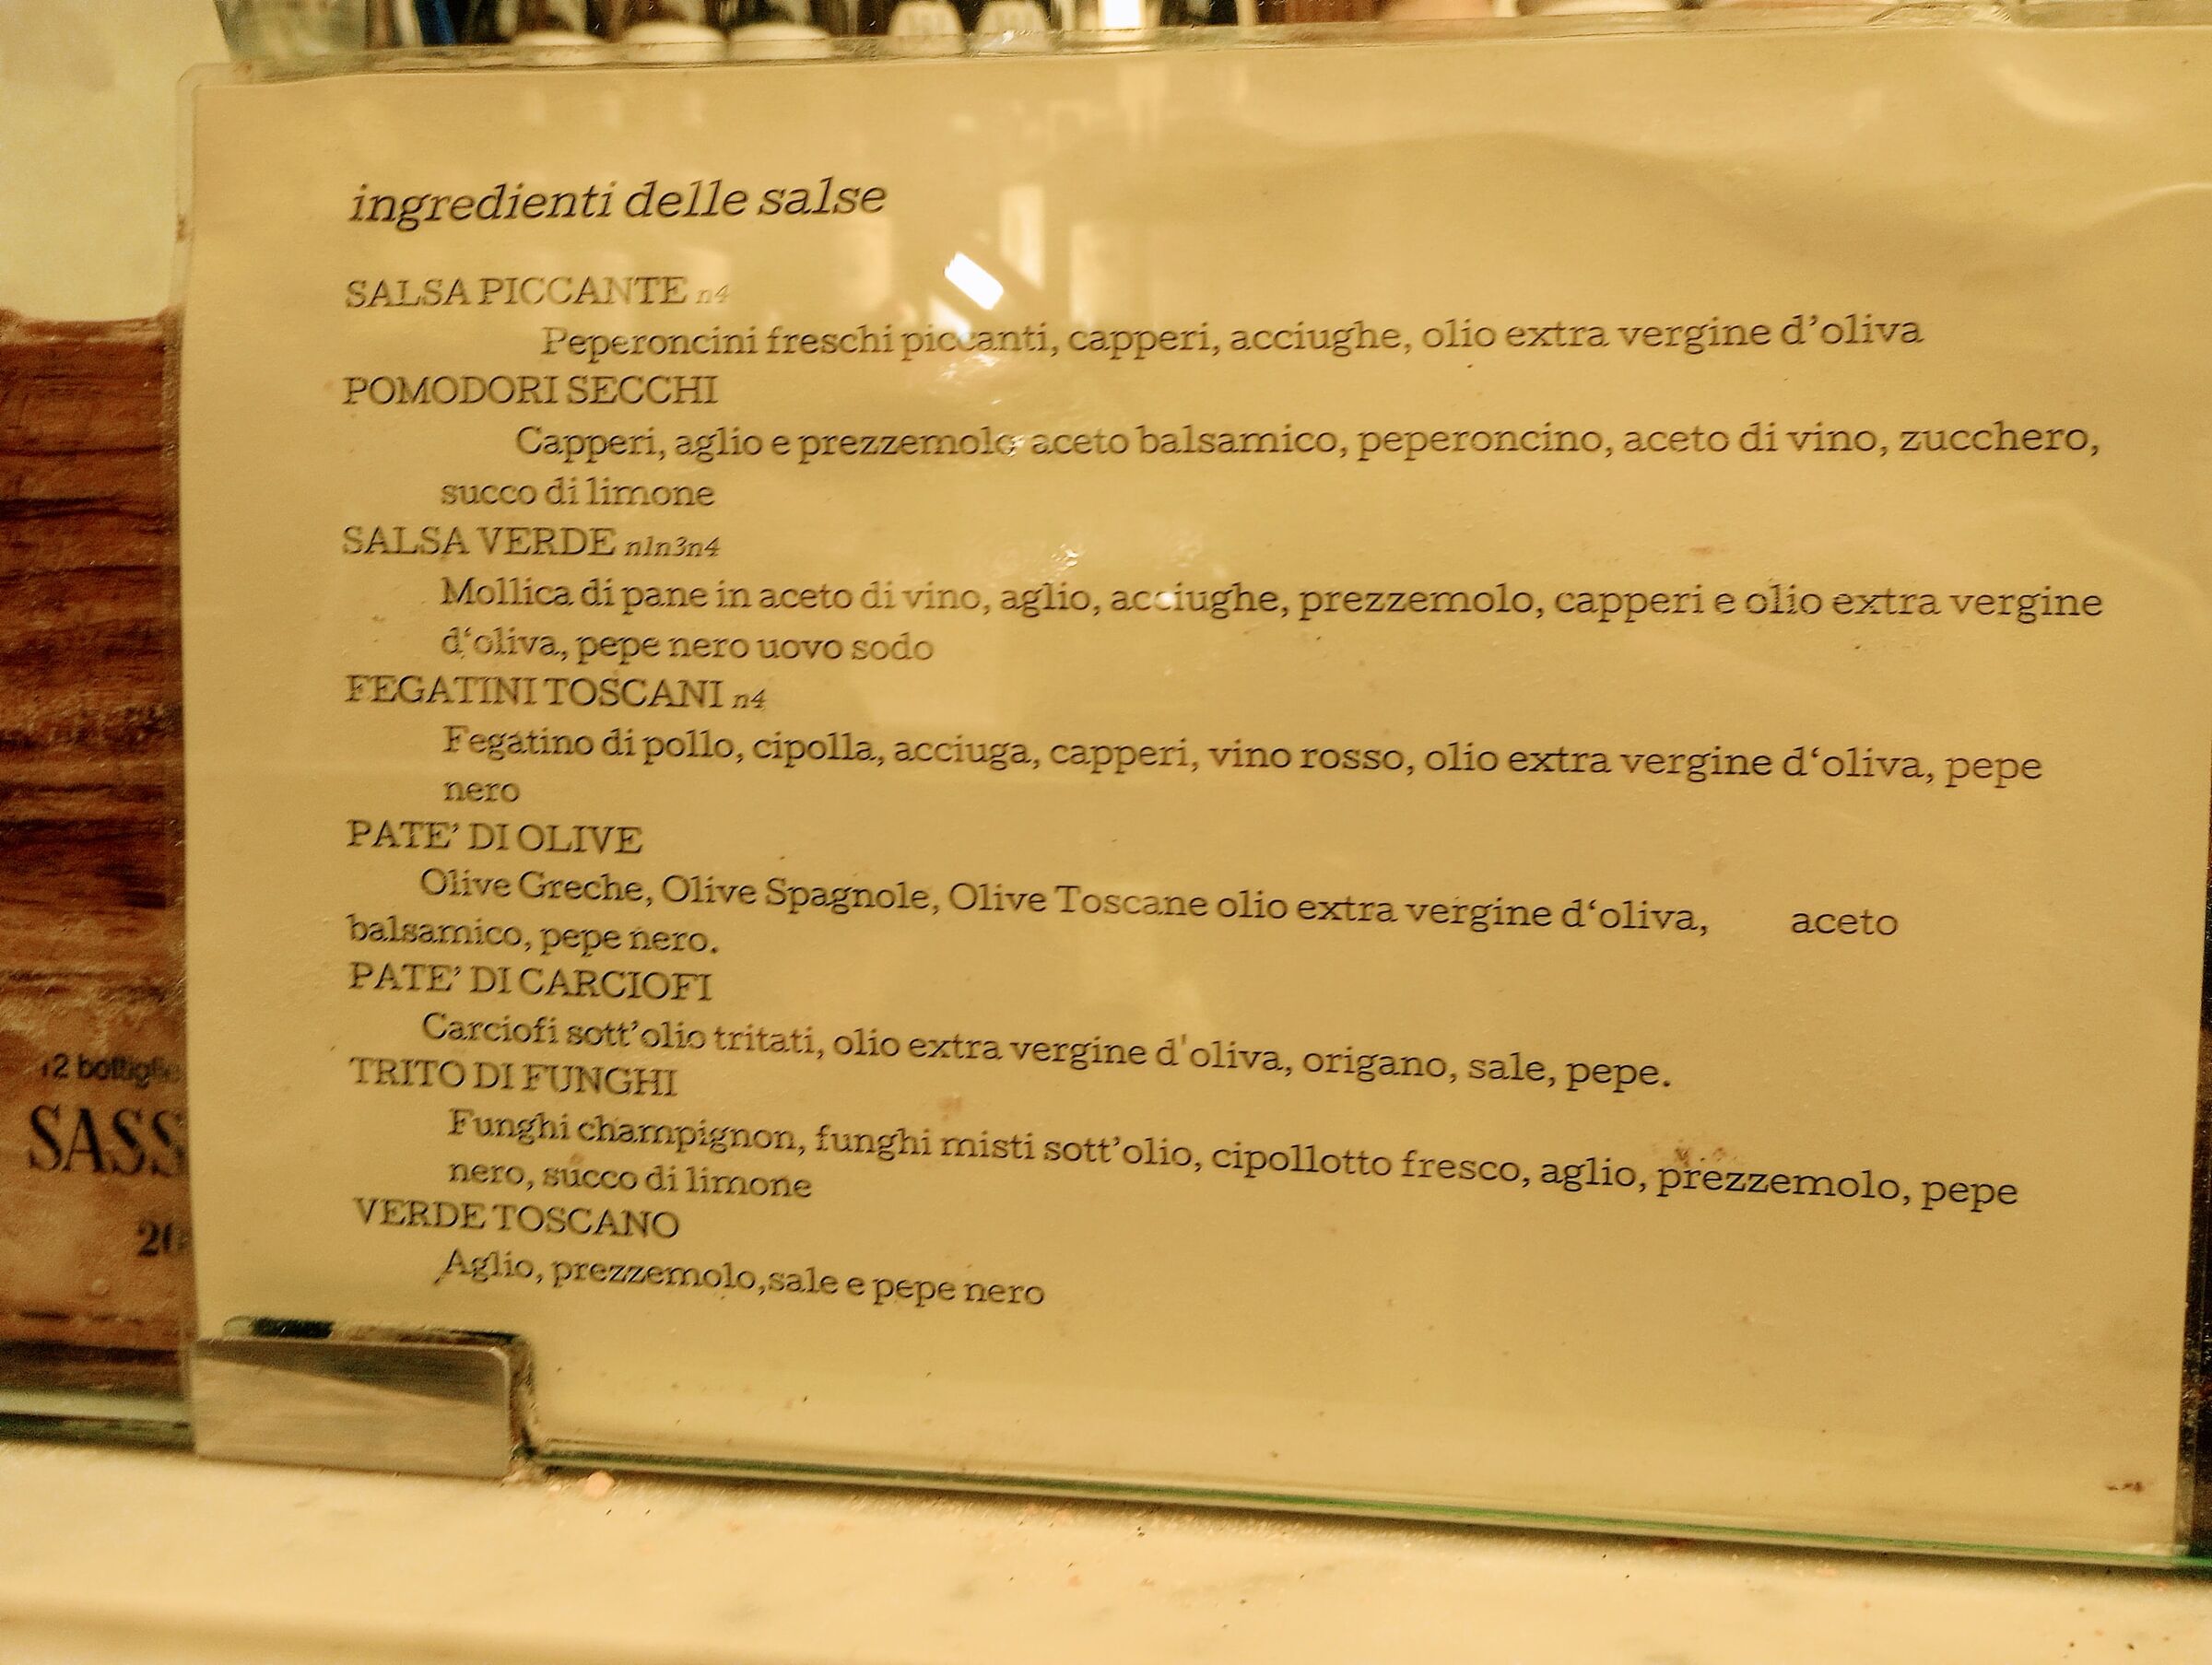 ingredienti delle salse
SALSA PICCANTE n4
Peperoncini freschi piccanti, capperi, acciughe, olio extra vergine d’oliva
POMODORI SECCHI
Capperi, aglio e prezzemolo aceto balsamico, peperoncino, aceto di vino, zucchero,
succo di limone
SALSA VERDE n1n3n4
Mollica di pane in aceto di vino, aglio, acciughe, prezzemolo, capperi e olio extra vergine
d‘oliva, pepe nero uovo sodo
FEGATINI TOSCANI n4
Fegatino di pollo, cipolla, acciuga, capperi, vino rosso, olio extra vergine d‘oliva, pepe
nero
PATE’ DI OLIVE
Olive Greche, Olive Spagnole, Olive Toscane olio extra vergine d‘oliva, aceto
balsamico, pepe nero.
PATE’ DI CARCIOFI
Carciofi sott’olio tritati, olio extra vergine d'oliva, origano, sale, pepe.
TRITO DI FUNGHI
Funghi champignon, funghi misti sott’olio, cipollotto fresco, aglio, prezzemolo, pepe
nero, succo di limone
VERDE TOSCANO
Aglio, prezzemolo,sale e pepe nero
12 bottiglie
SASS
20